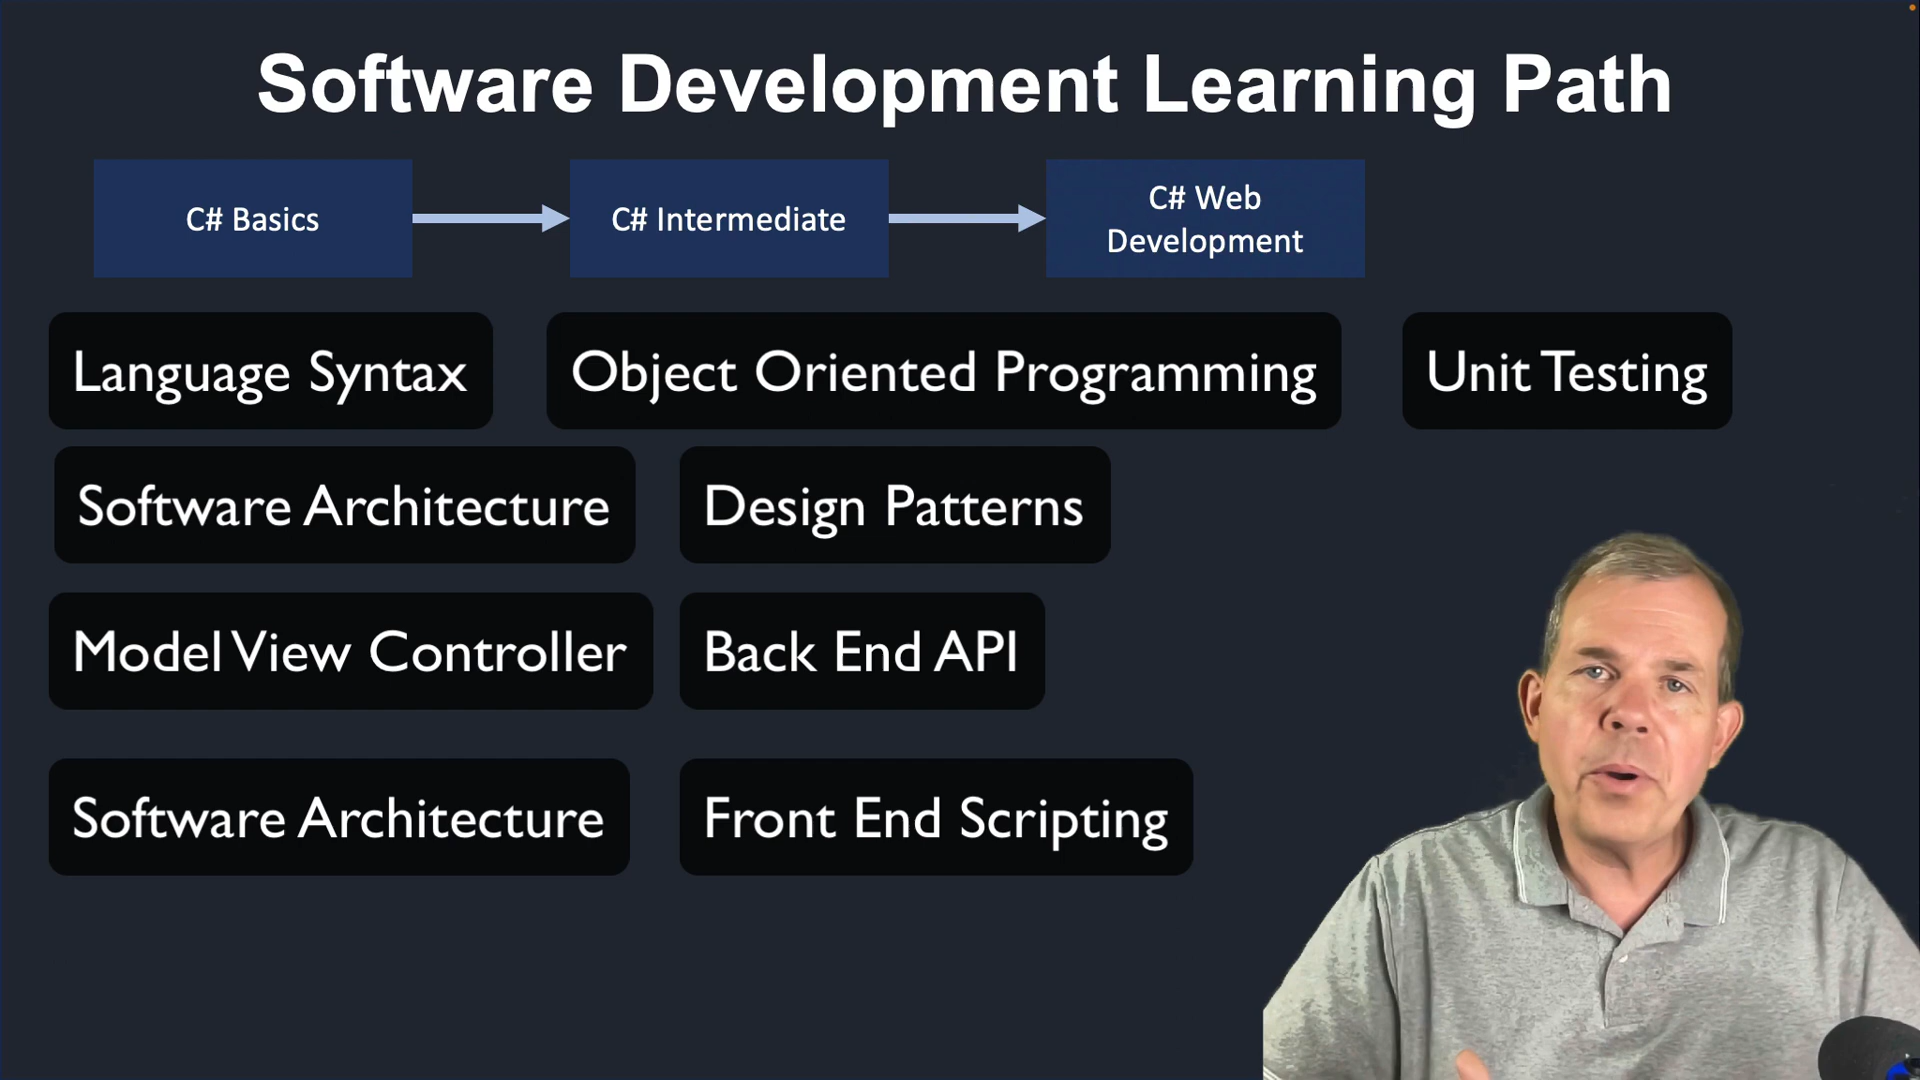 Software Development Learning Path
C# Basics
C# Intermediate
C# Web
Development
Language Syntax
Object Oriented Programming
Unit Testing
Software Architecture
Design Patterns
Model View Controller
Back End API
Software Architecture
Front End Scripting